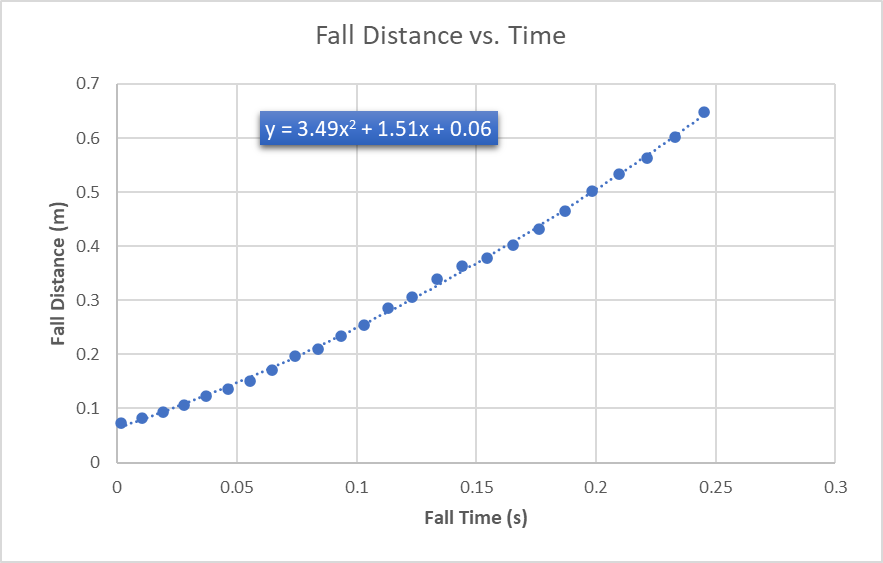 Fall Distance vs. Time
y = 3.49x² + 1.51x + 0.06
Fall Distance (m)
0.7
0.6
0.5
0.4
0.3
0.2
0.1
0
0 0.05 0.1 0.15 0.2 0.25 0.3
Fall Time (s)